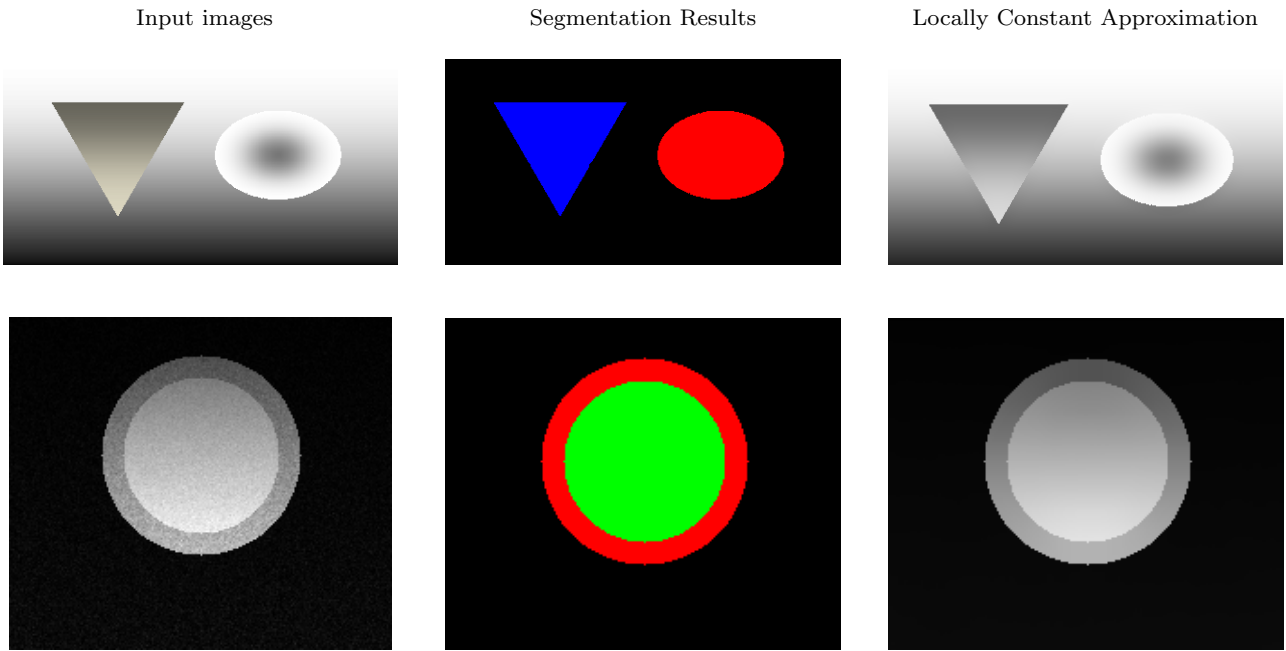 Input images
Segmentation Results
Locally Constant Approximation